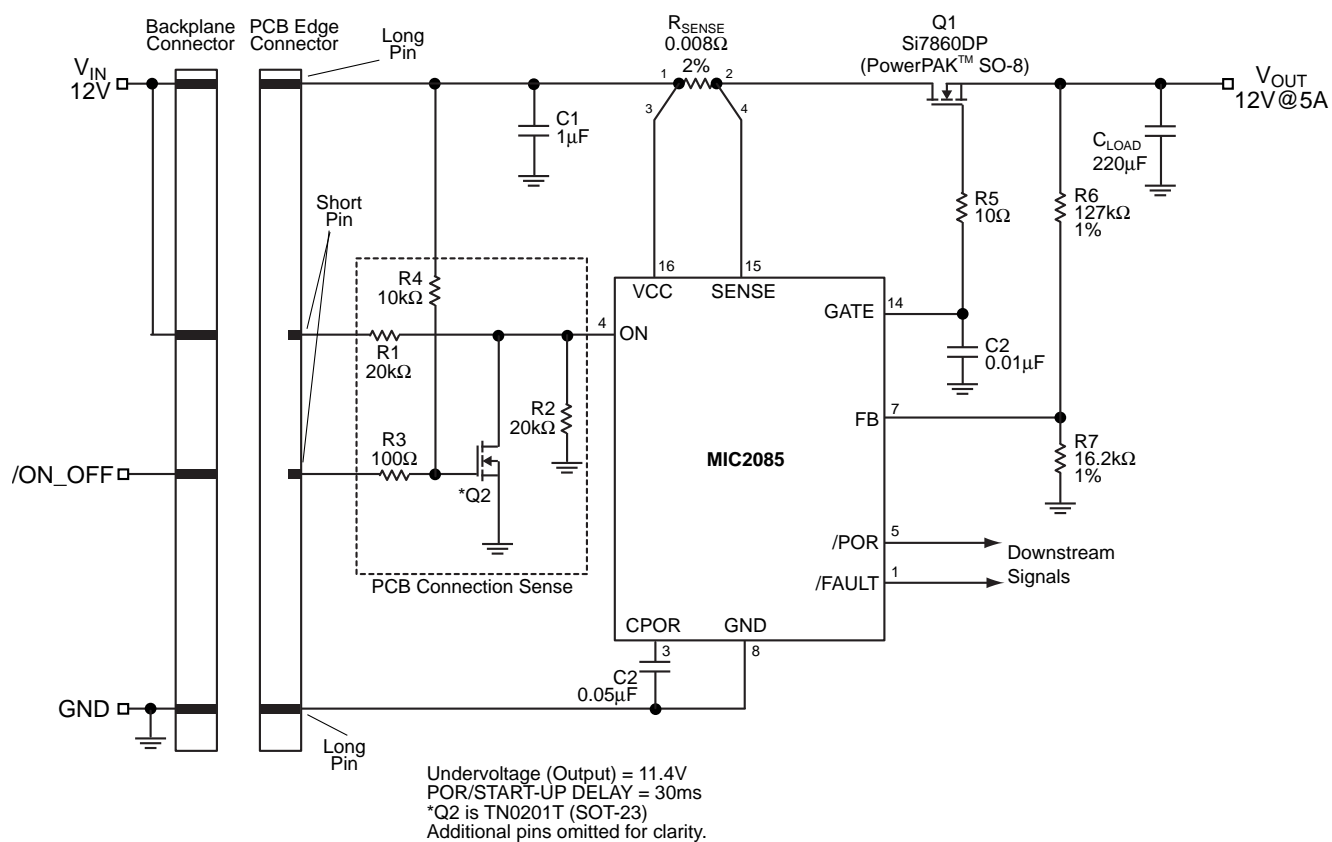 Backplane
Connector
PCB Edge
Connector
Long
Pin
RSENSE
0.008Ω
2%
Q1
Si7860DP
(PowerPAK™ SO-8)
VIN
12V
1
2
3
4
VOUT
12V@5A
C1
1µF
CLOAD
220µF
Short
Pin
R5
10Ω
R6
127kΩ
1%
R4
10kΩ
16
15
VCC
SENSE
GATE
14
4
ON
R1
20kΩ
C2
0.01µF
R2
20kΩ
FB
7
R3
100Ω
R7
16.2kΩ
1%
MIC2085
/ON_OFF
*Q2
/POR
5
Downstream
Signals
/FAULT
1
PCB Connection Sense
CPOR
GND
3
8
C2
0.05µF
GND
Long
Pin
Undervoltage (Output) = 11.4V
POR/START-UP DELAY = 30ms
*Q2 is TN0201T (SOT-23)
Additional pins omitted for clarity.